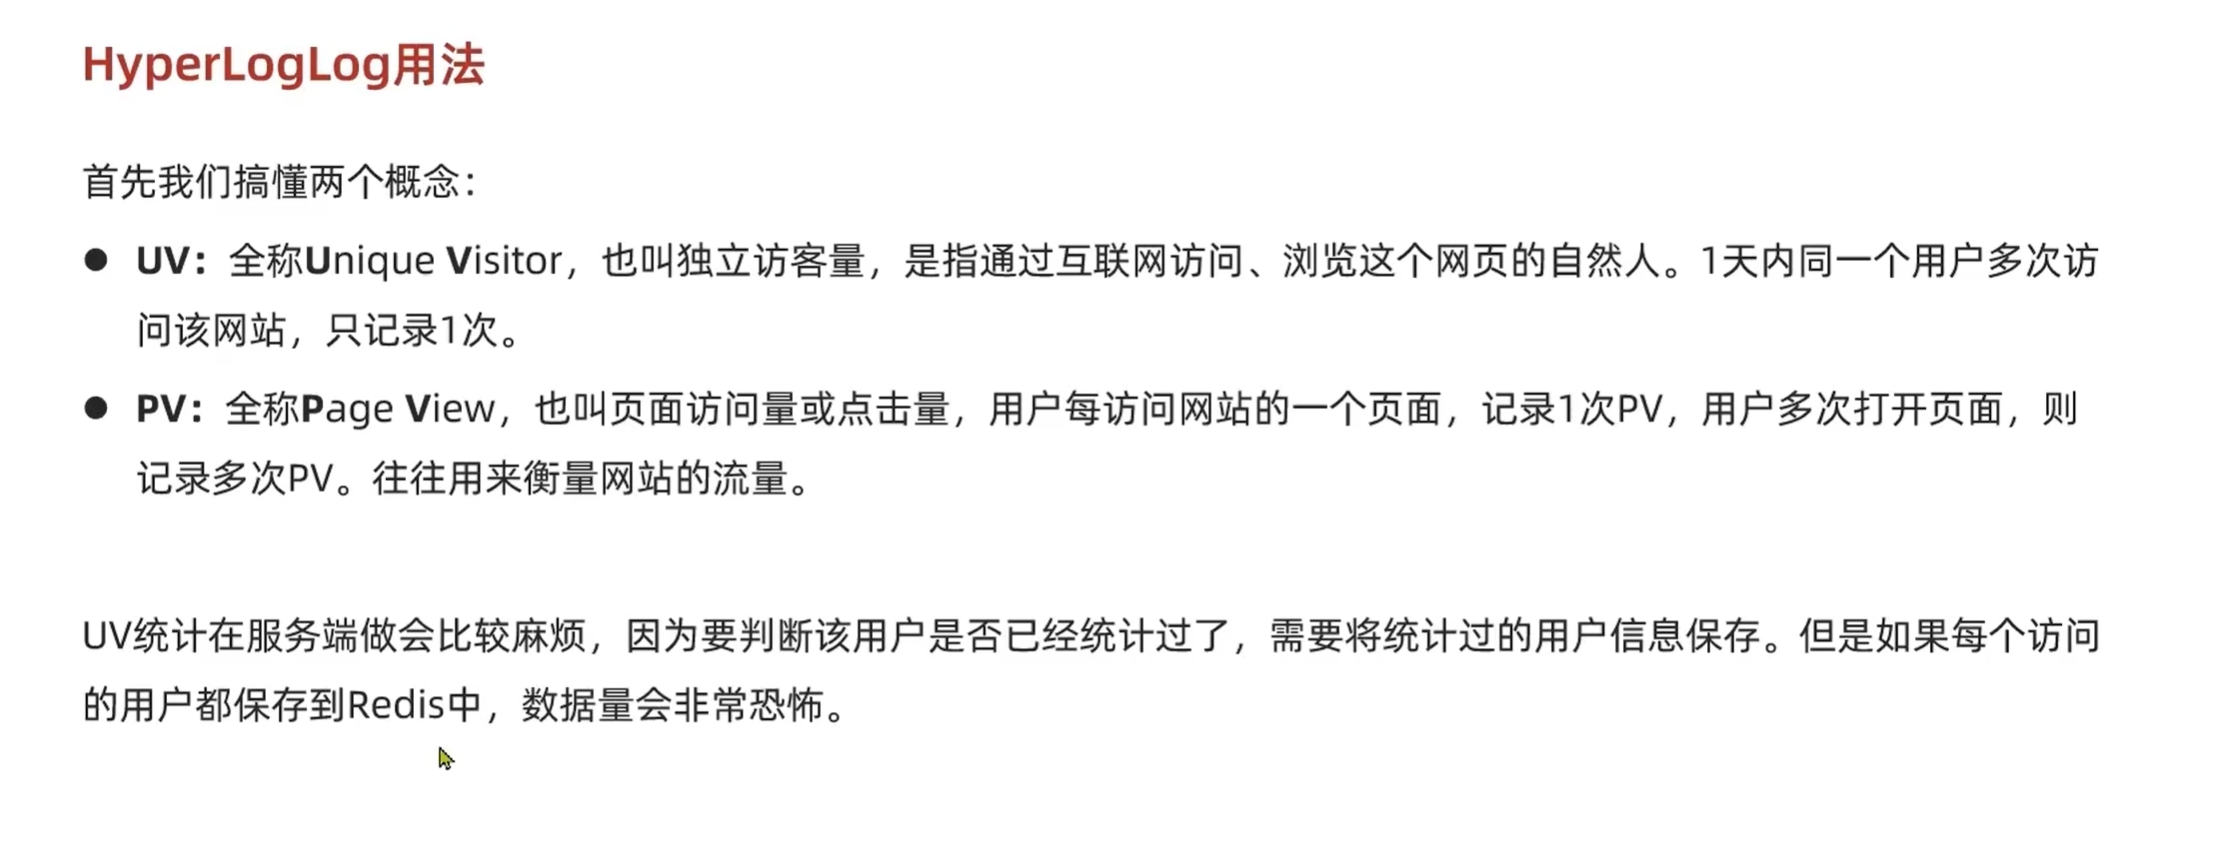 HyperLogLog用法
首先我们搞懂两个概念：
● UV：全称Unique Visitor，也叫独立访客量，是指通过互联网访问、浏览这个网页的自然人。1天内同一个用户多次访
问该网站，只记录1次。
● PV：全称Page View，也叫页面访问量或点击量，用户每访问网站的一个页面，记录1次PV，用户多次打开页面，则
记录多次PV。往往用来衡量网站的流量。
UV统计在服务端做会比较麻烦，因为要判断该用户是否已经统计过了，需要将统计过的用户信息保存。但是如果每个访问
的用户都保存到Redis中，数据量会非常恐怖。